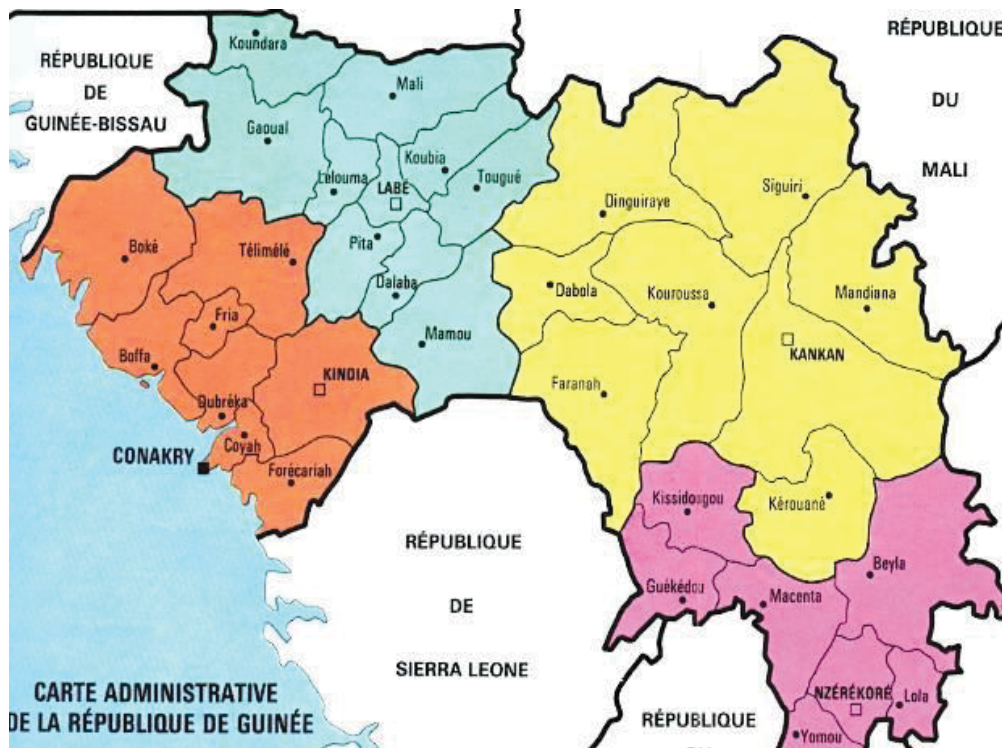 RÉPUBLIQUE
DE
GUINÉE-BISSAU
RÉPUBLIQUE
DU
MALI
Koundara
Mali
Gaoual
Koubia
Lelouma
LABÉ
Tougué
Pita
Dalaba
Mamou
Boké
Télimélé
Fria
Boffa
KINDIA
Dubréka
Coyah
CONAKRY
Forécariah
Dinguiraye
Siguiri
Dabola
Kouroussa
Mandiana
KANKAN
Faranah
Kérouané
Kissidougou
Beyla
Guékédou
Macenta
NZÉRÉKORÉ
Lola
Yomou
RÉPUBLIQUE
DE
SIERRA LEONE
RÉPUBLIQUE
CARTE ADMINISTRATIVE
DE LA RÉPUBLIQUE DE GUINÉE